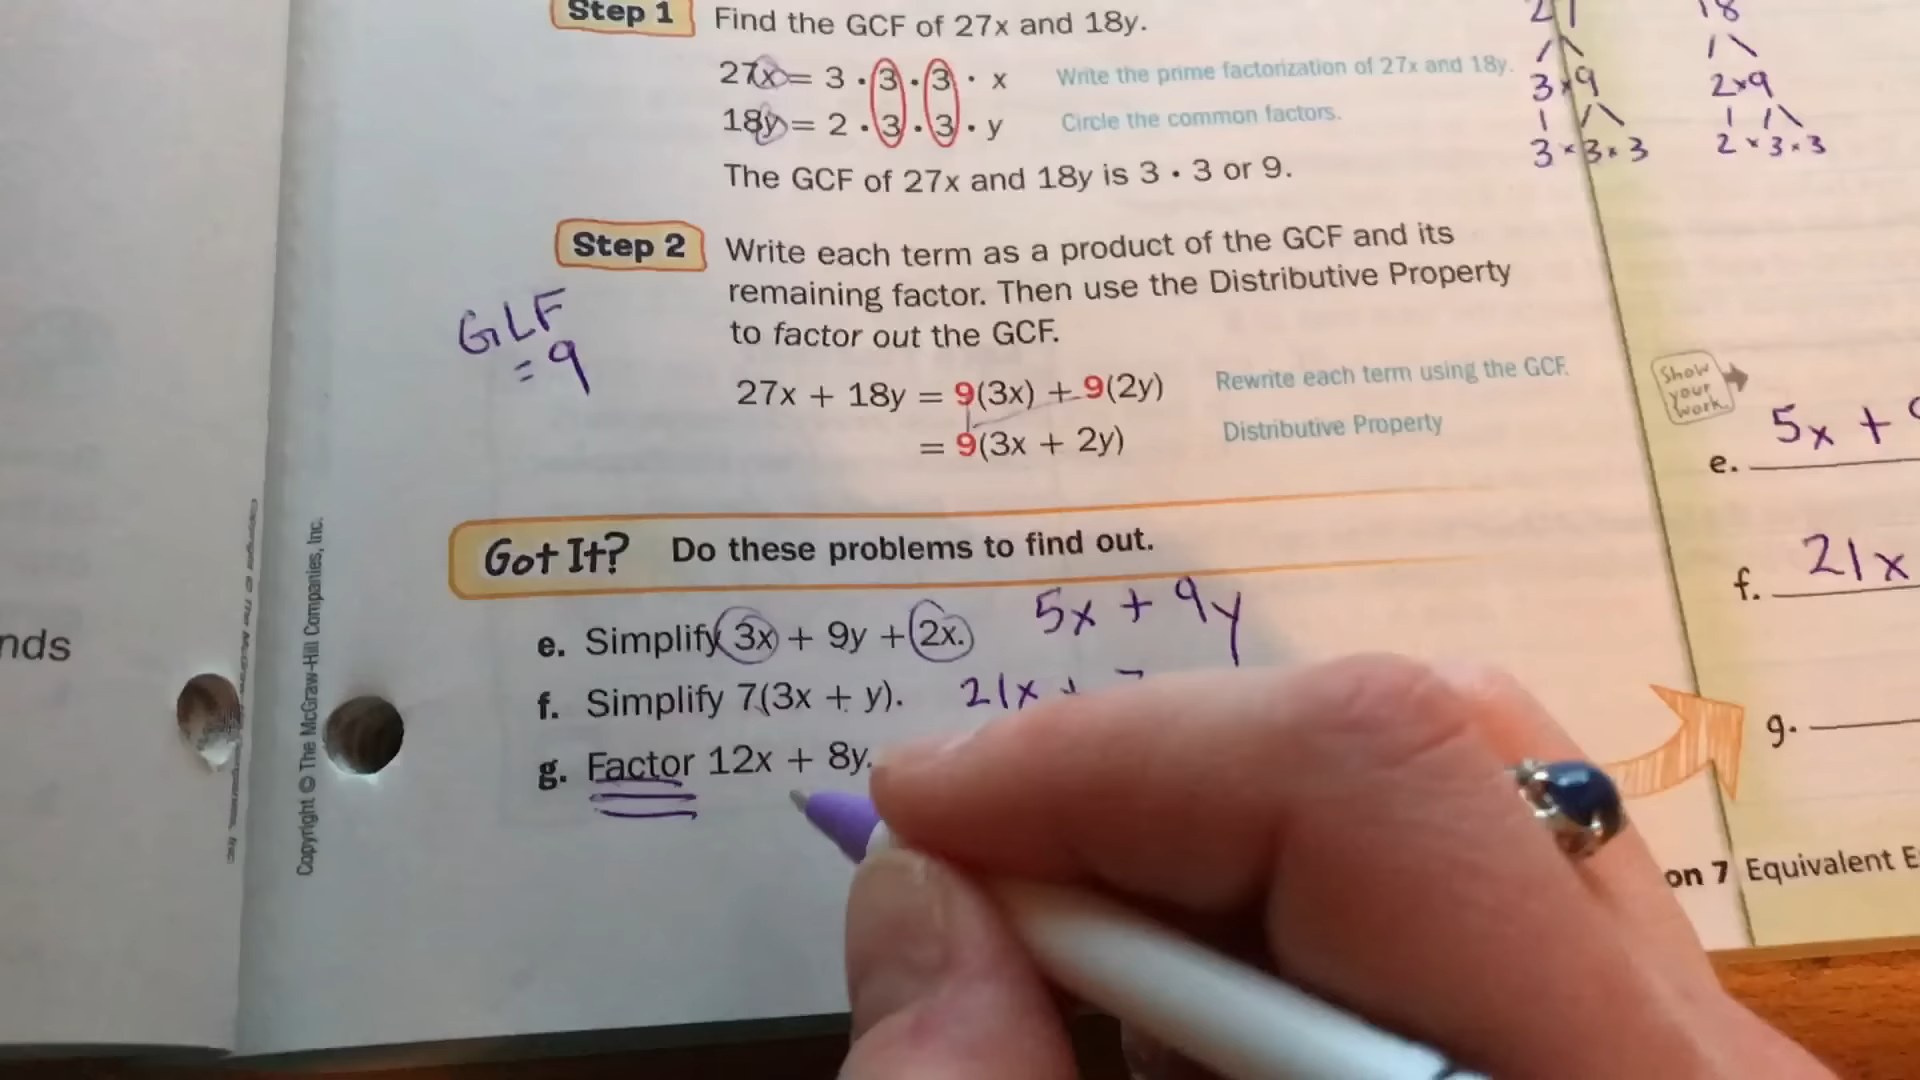 Step 1 Find the GCF of 27x and 18y.
27x = 3 · 3 · 3 · x Write the prime factorization of 27x and 18y.
18y = 2 · 3 · 3 · y Circle the common factors.
The GCF of 27x and 18y is 3 · 3 or 9.
18
3×9 2×9
3×3×3 2×3×3
Step 2 Write each term as a product of the GCF and its
remaining factor. Then use the Distributive Property
to factor out the GCF.
GLF
= 9
27x + 18y = 9(3x) + 9(2y) Rewrite each term using the GCF.
= 9(3x + 2y) Distributive Property
Got It? Do these problems to find out.
e. Simplify 3x + 9y + 2x. 5x + 9y
f. Simplify 7(3x + y). 21x +
g. Factor 12x + 8y.
Copyright © The McGraw-Hill Companies, Inc.
nds
Show
your
work.
e. 5x +
f. 21x
g.
on 7 Equivalent E